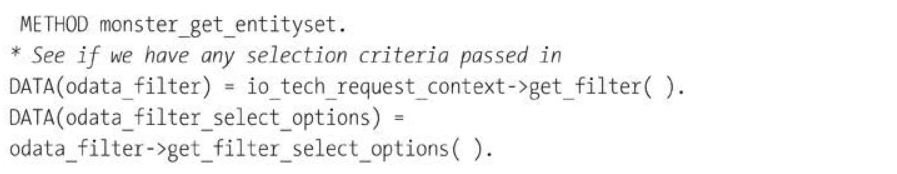 METHOD monster_get_entityset.
* See if we have any selection criteria passed in
DATA(odata_filter) = io_tech_request_context->get_filter( ).
DATA(odata_filter_select_options) =
odata_filter->get_filter_select_options( ).